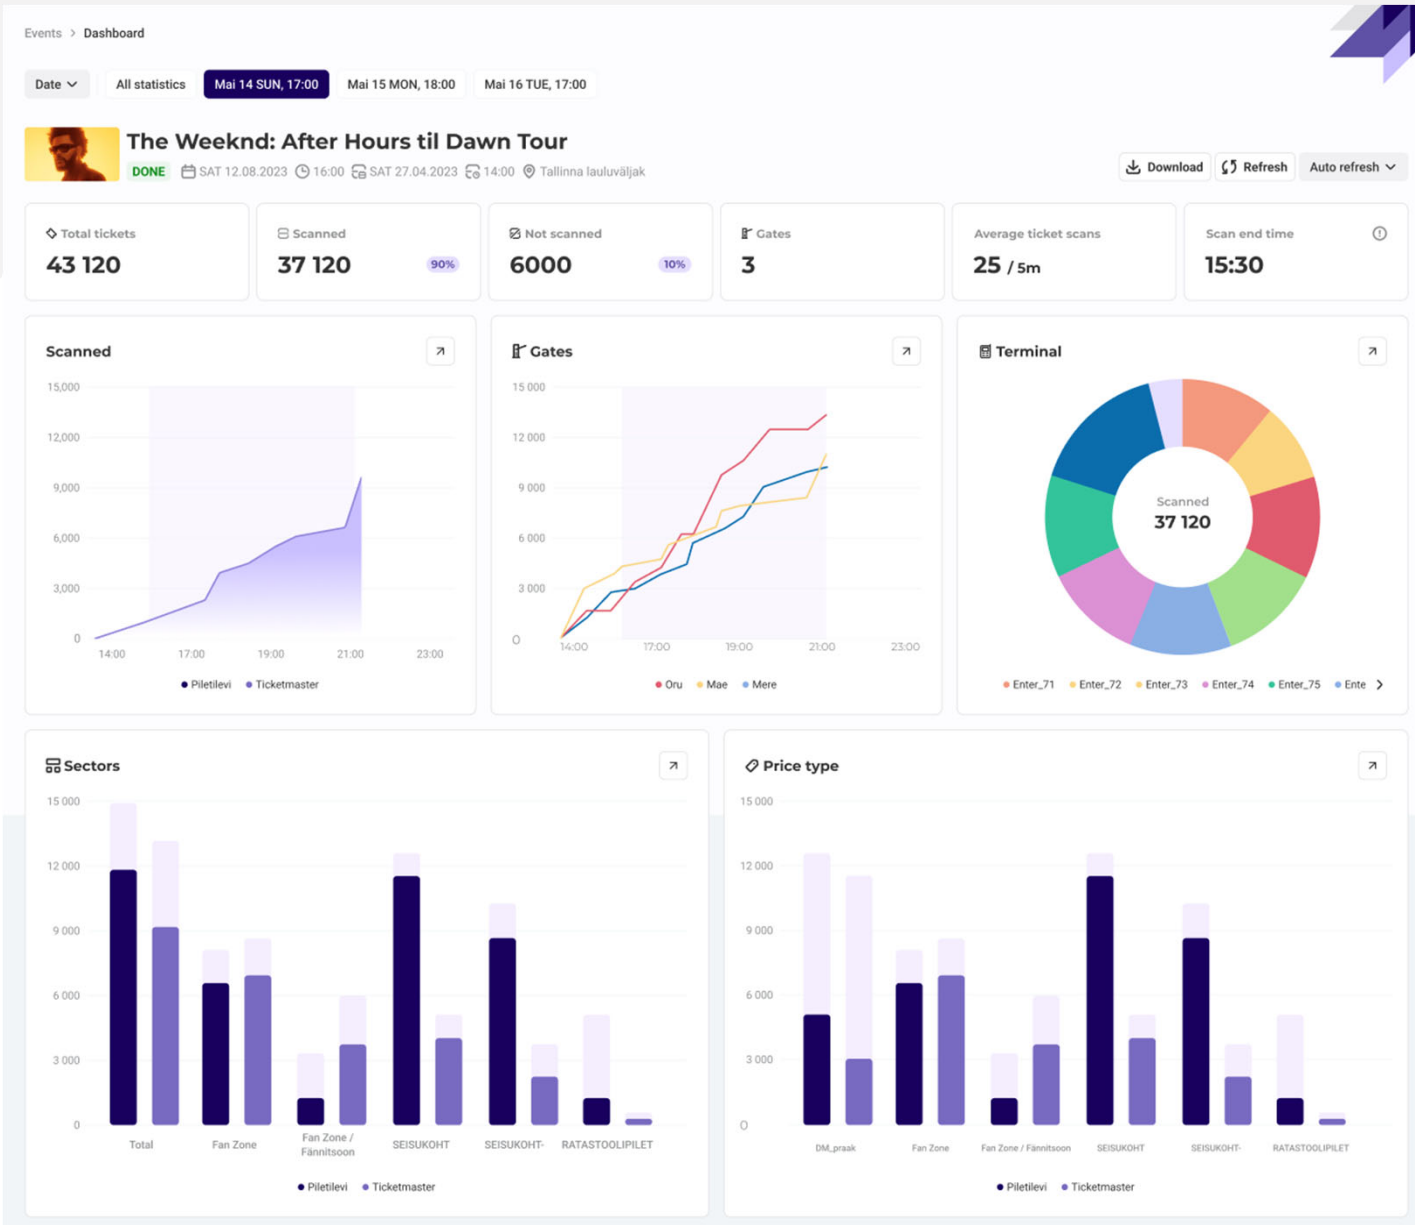 Events > Dashboard
Date
All statistics
Mai 14 SUN, 17:00
Mai 15 MON, 18:00
Mai 16 TUE, 17:00
The Weeknd: After Hours til Dawn Tour
DONE SAT 12.08.2023 16:00 SAT 27.04.2023 14:00 Tallinna lauluväljak
Download
Refresh
Auto refresh
Total tickets
43 120
Scanned
37 120 90%
Not scanned
6000 10%
Gates
3
Average ticket scans
25 / 5m
Scan end time
15:30
Scanned
15,000
12,000
9,000
6,000
3,000
0
14:00 17:00 19:00 21:00 23:00
Piletilevi Ticketmaster
Gates
15 000
12 000
9 000
6 000
3 000
0
14:00 17:00 19:00 21:00 23:00
Oru Mae Mere
Terminal
Scanned
37 120
Enter_71 Enter_72 Enter_73 Enter_74 Enter_75 Ente
Sectors
15 000
12 000
9 000
6 000
3 000
0
Total Fan Zone Fan Zone / Fännitsoon SEISUKOHT SEISUKOHT- RATASTOOLIPILET
Piletilevi Ticketmaster
Price type
15 000
12 000
9 000
6 000
3 000
0
DM_praak Fan Zone Fan Zone / Fännitsoon SEISUKOHT SEISUKOHT- RATASTOOLIPILET
Piletilevi Ticketmaster